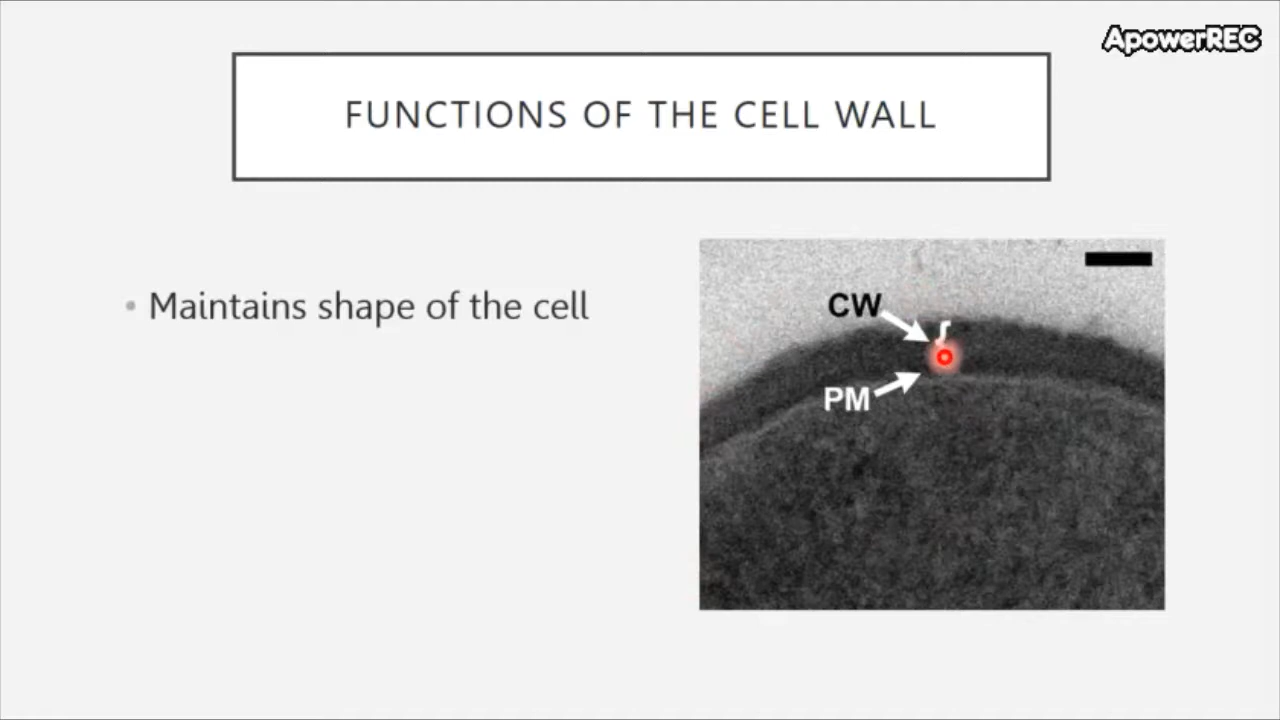 ApowerREC
FUNCTIONS OF THE CELL WALL
• Maintains shape of the cell
CW
PM